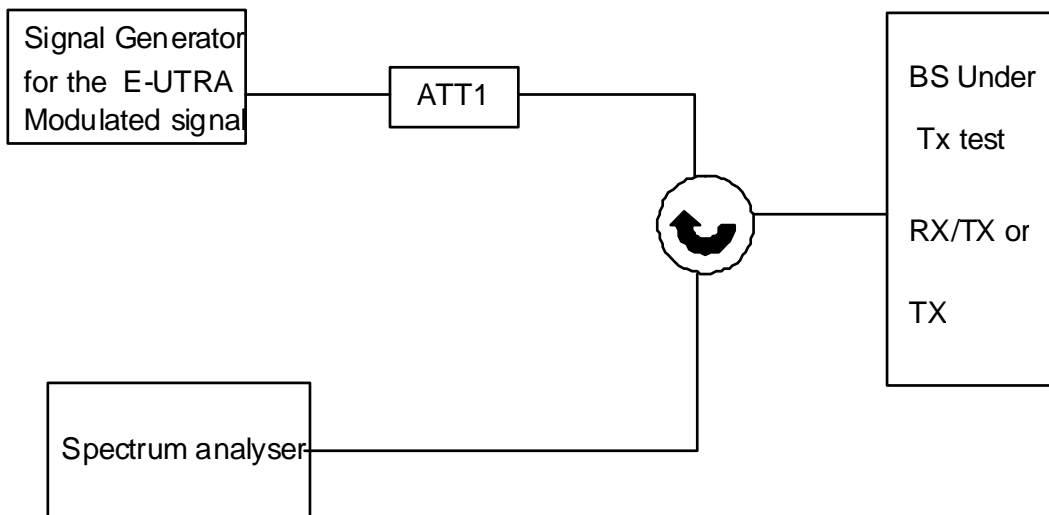 Signal Generator
for the E-UTRA
Modulated signal
ATT1
BS Under
Tx test
RX/TX or
TX
Spectrum analyser